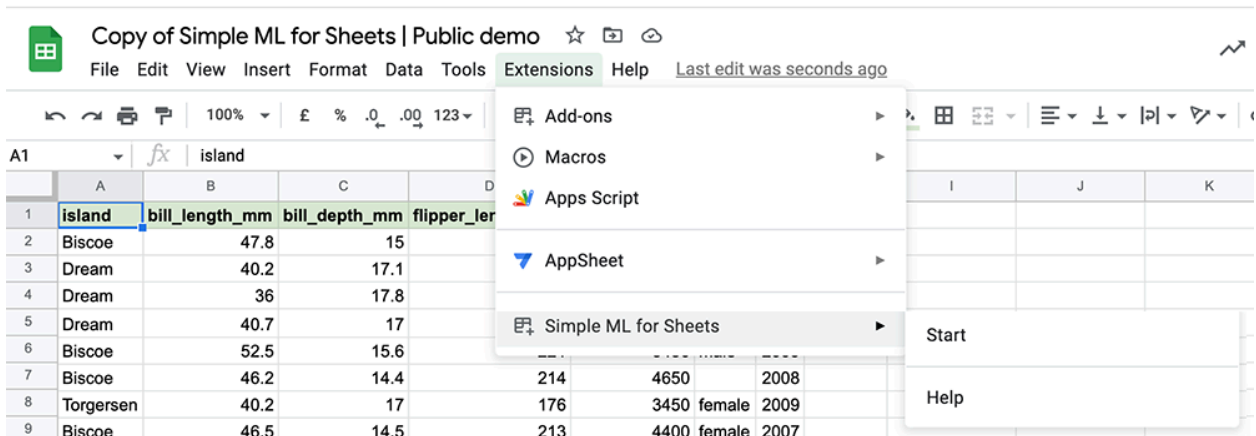 Copy of Simple ML for Sheets | Public demo
File Edit View Insert Format Data Tools Extensions Help Last edit was seconds ago
100% £ % .0 .00 123
Add-ons
Macros
Apps Script
AppSheet
Simple ML for Sheets
Start
Help
A1 fx island
A B C D I J K
1 island bill_length_mm bill_depth_mm flipper_ler
2 Biscoe 47.8 15
3 Dream 40.2 17.1
4 Dream 36 17.8
5 Dream 40.7 17
6 Biscoe 52.5 15.6
7 Biscoe 46.2 14.4 214 4650 2008
8 Torgersen 40.2 17 176 3450 female 2009
9 Biscoe 46.5 14.5 213 4400 female 2007